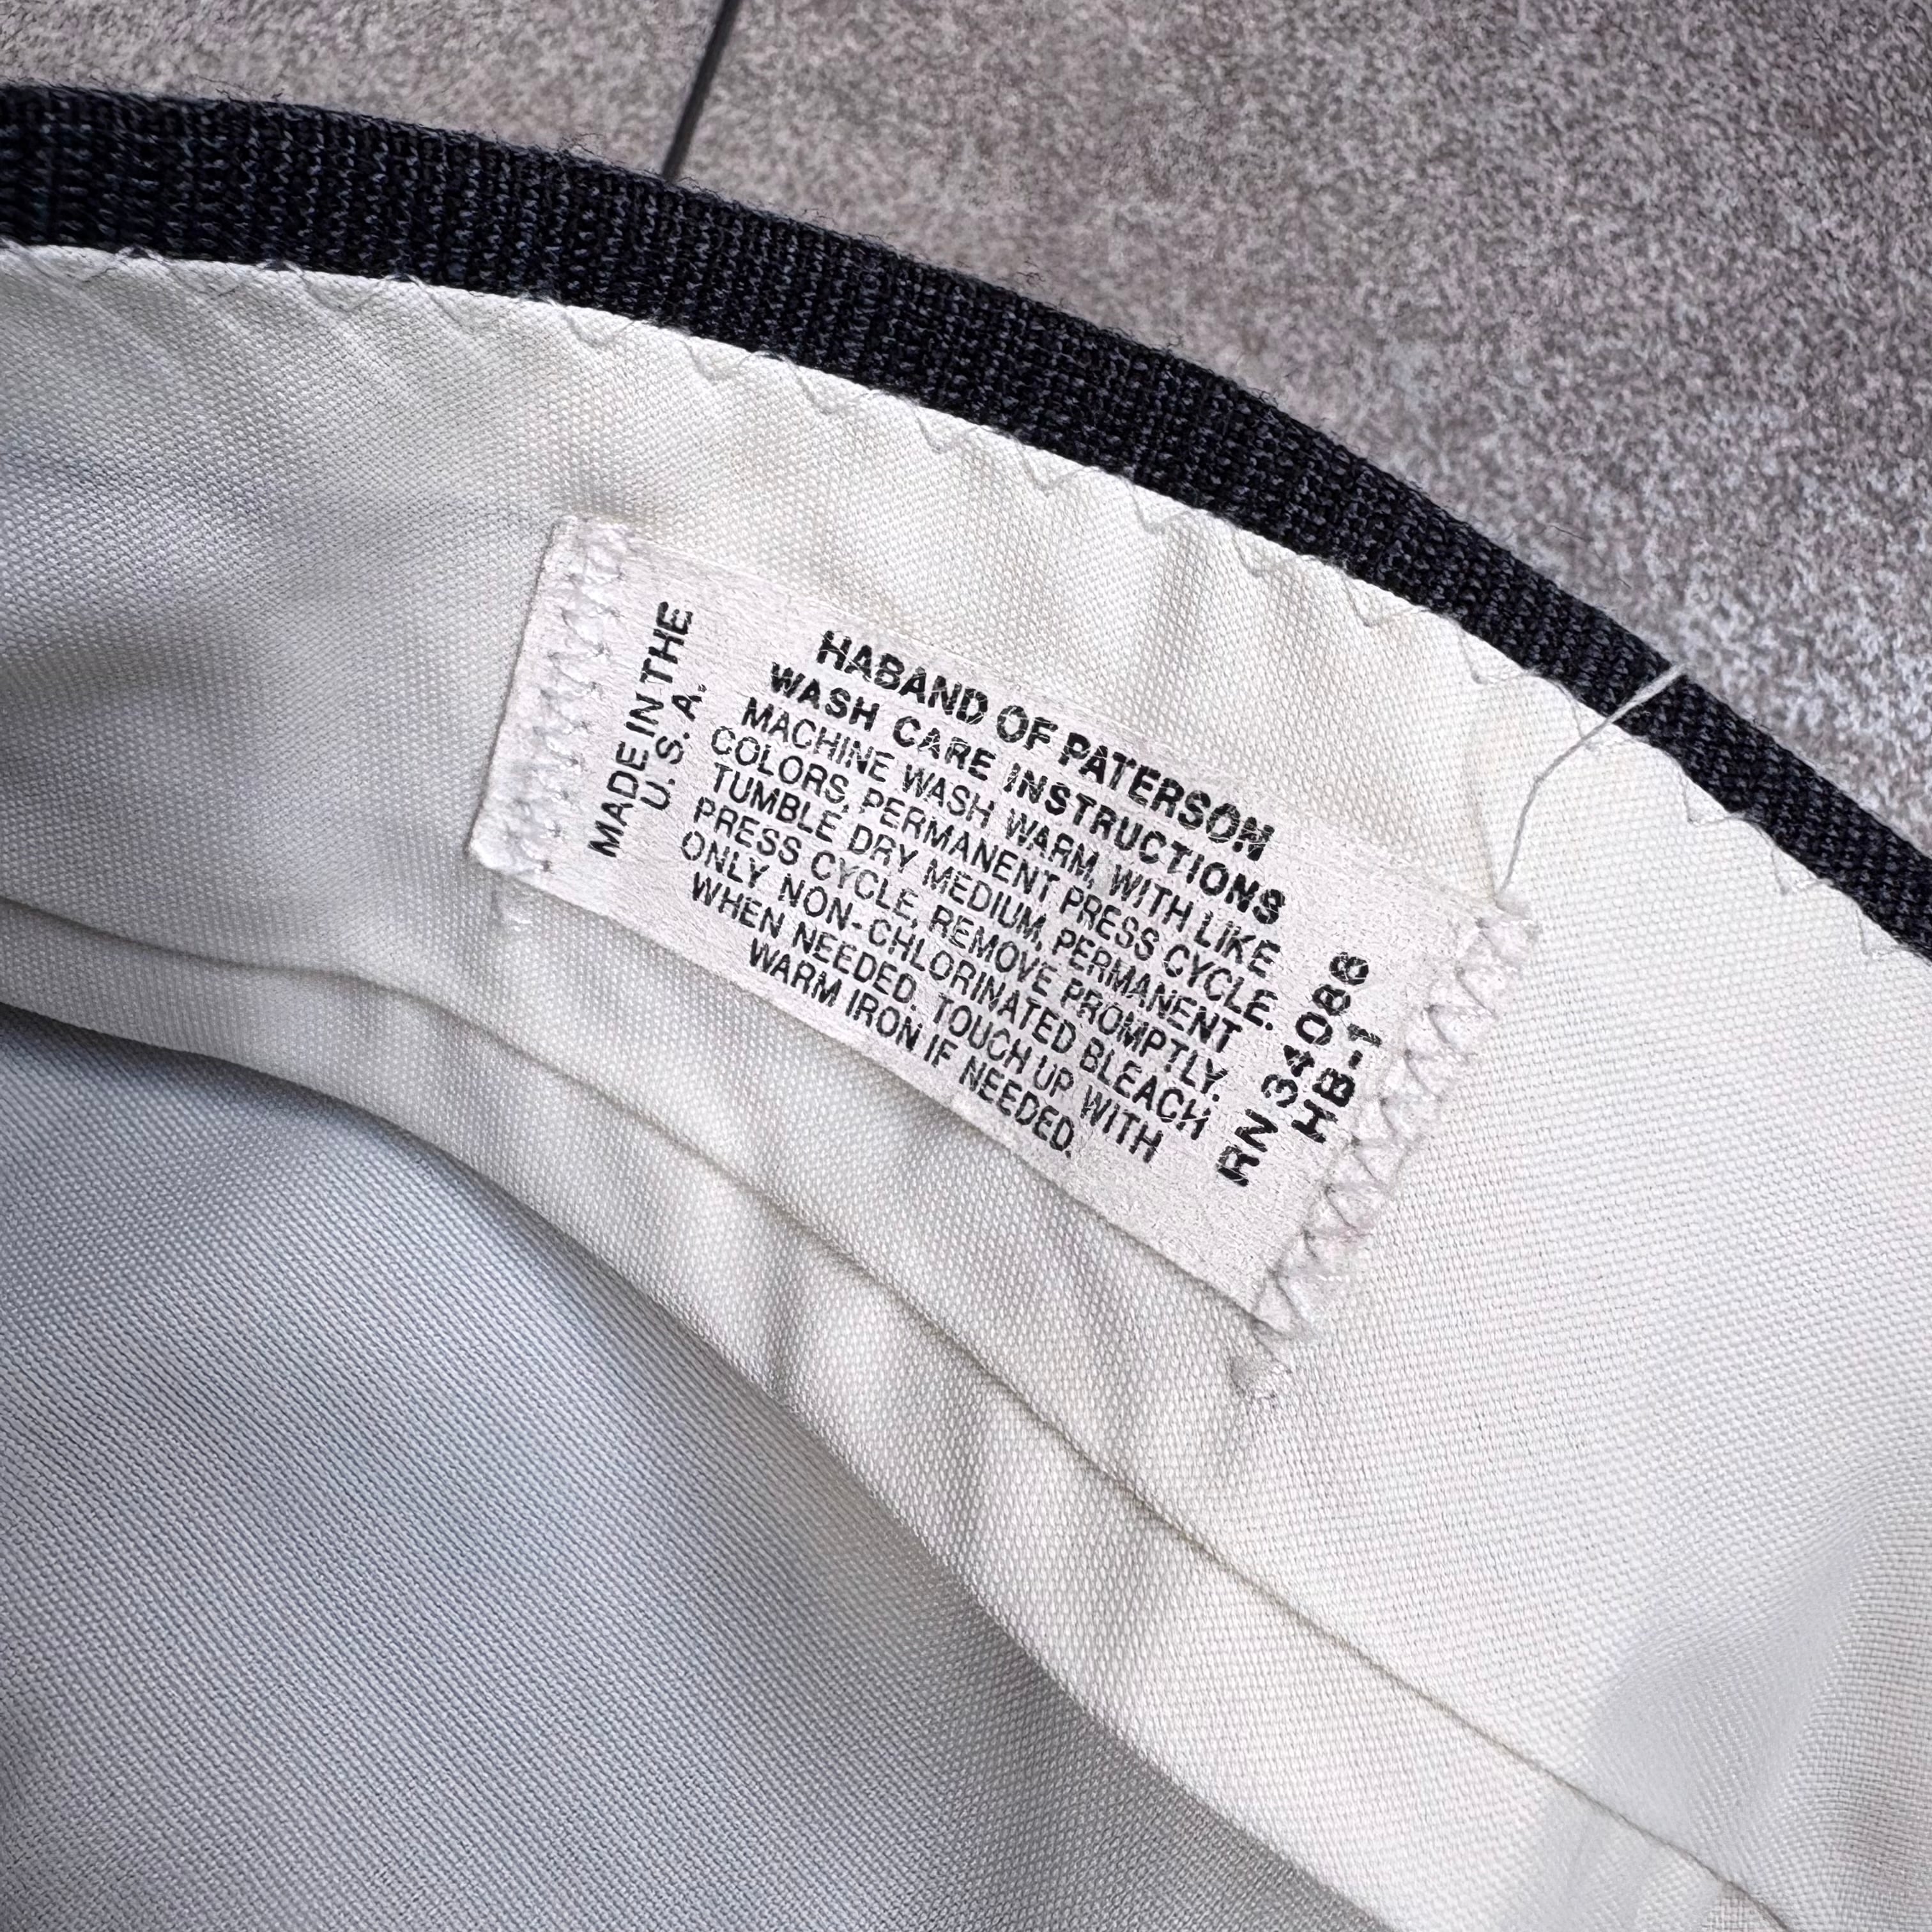 MADE IN THE
U. S. A.
HABAND OF PATERSON
WASH CARE INSTRUCTIONS
MACHINE WASH WARM, WITH LIKE
COLORS, PERMANENT PRESS CYCLE.
TUMBLE DRY MEDIUM, PERMANENT
PRESS CYCLE, REMOVE PROMPTLY.
ONLY NON-CHLORINATED BLEACH
WHEN NEEDED. TOUCH UP WITH
WARM IRON IF NEEDED.
RN 34088
HB-1